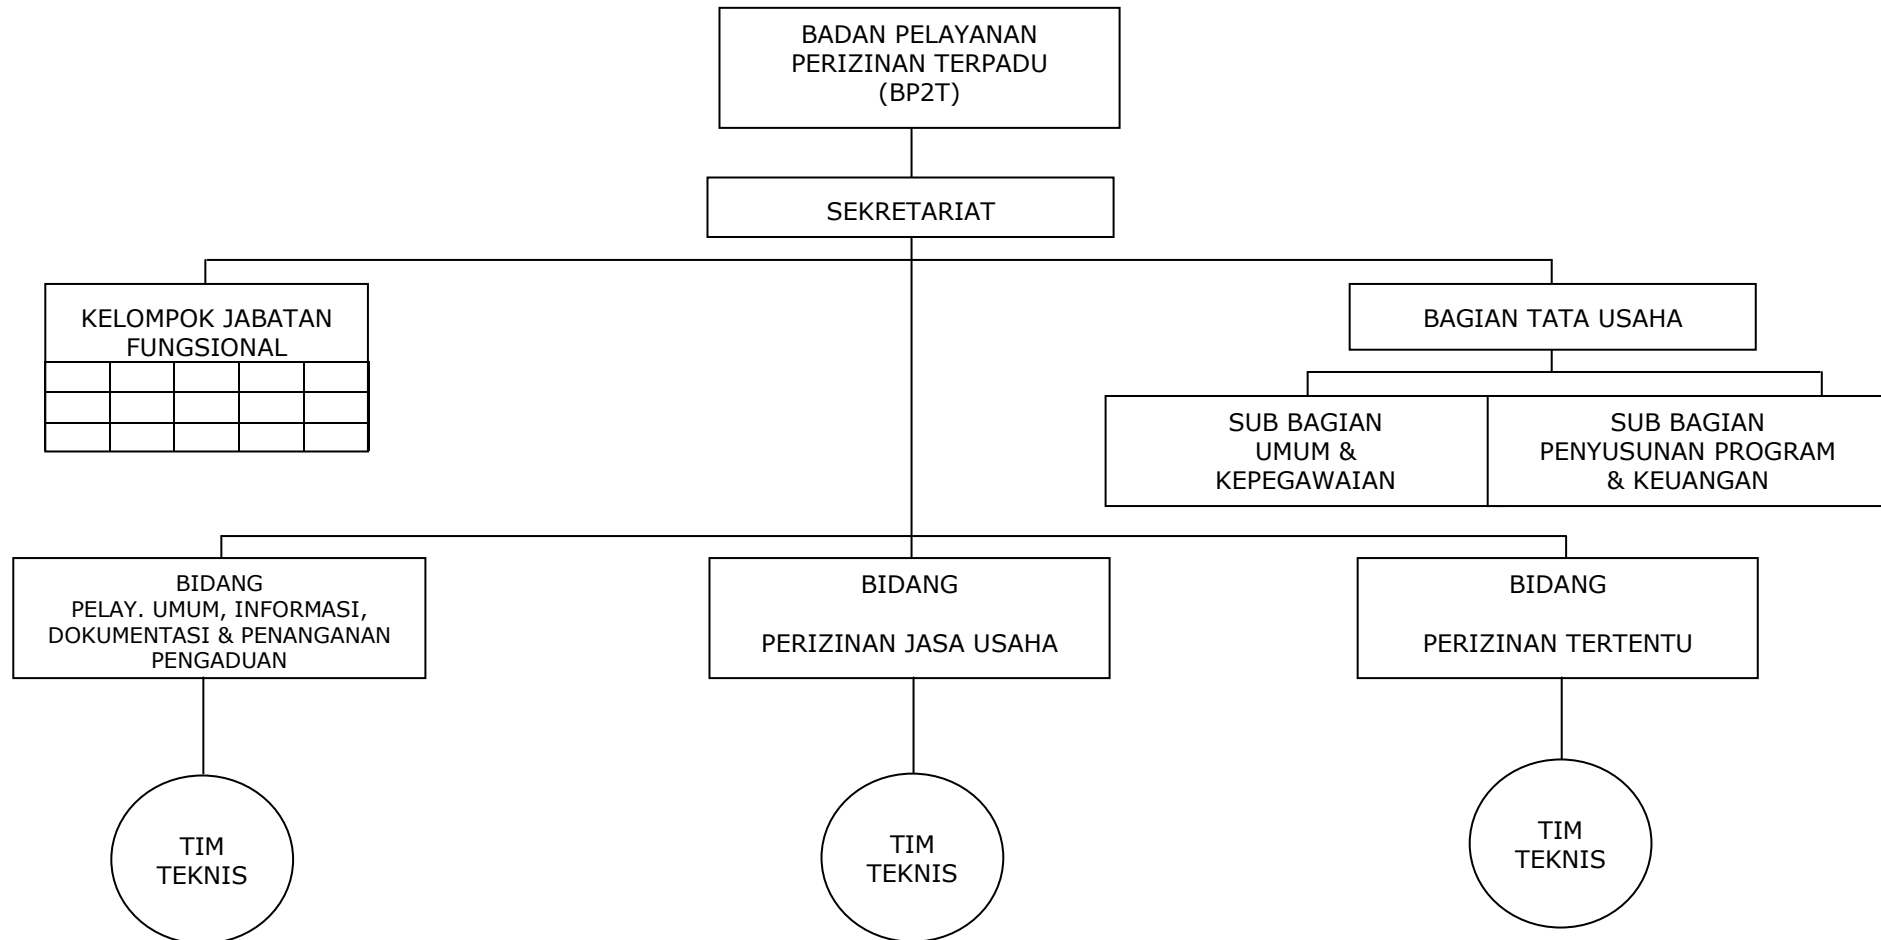 BADAN PELAYANAN
PERIZINAN TERPADU
(BP2T)
SEKRETARIAT
KELOMPOK JABATAN
FUNGSIONAL
BAGIAN TATA USAHA
SUB BAGIAN
UMUM &
KEPEGAWAIAN
SUB BAGIAN
PENYUSUNAN PROGRAM
& KEUANGAN
BIDANG
PELAY. UMUM, INFORMASI,
DOKUMENTASI & PENANGANAN
PENGADUAN
BIDANG
PERIZINAN JASA USAHA
BIDANG
PERIZINAN TERTENTU
TIM
TEKNIS
TIM
TEKNIS
TIM
TEKNIS